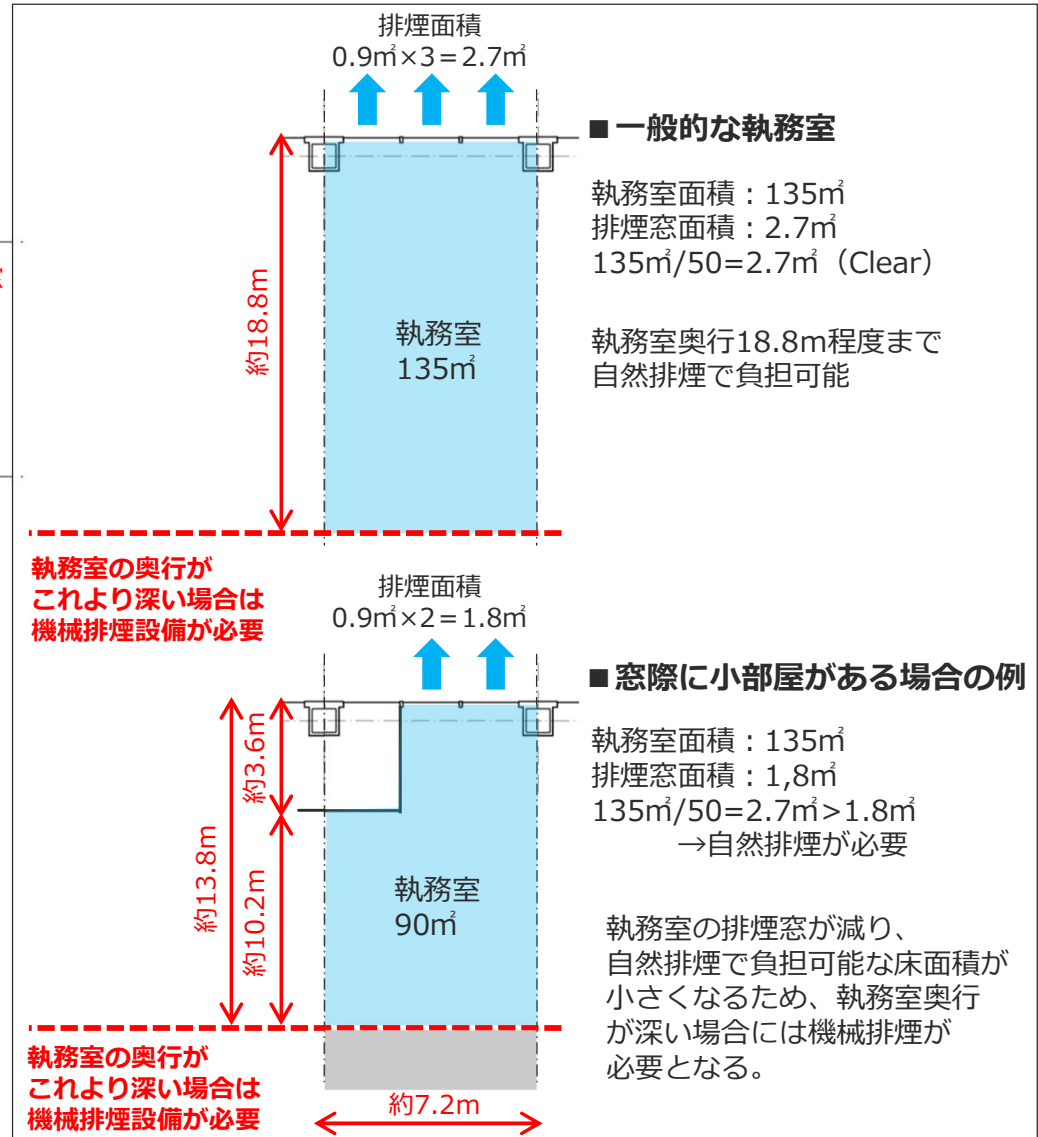 排煙面積
0.9㎡×3＝2.7㎡
■一般的な執務室
執務室面積：135㎡
排煙窓面積：2.7㎡
135㎡/50=2.7㎡（Clear）
執務室奥行18.8m程度まで
自然排煙で負担可能
約18.8m
執務室
135㎡
執務室の奥行が
これより深い場合は
機械排煙設備が必要
排煙面積
0.9㎡×2＝1.8㎡
■窓際に小部屋がある場合の例
執務室面積：135㎡
排煙窓面積：1,8㎡
135㎡/50=2.7㎡>1.8㎡
→自然排煙が必要
約3.6m
約13.8m
約10.2m
執務室
90㎡
執務室の排煙窓が減り、
自然排煙で負担可能な床面積が
小さくなるため、執務室奥行
が深い場合には機械排煙が
必要となる。
執務室の奥行が
これより深い場合は
機械排煙設備が必要
約7.2m